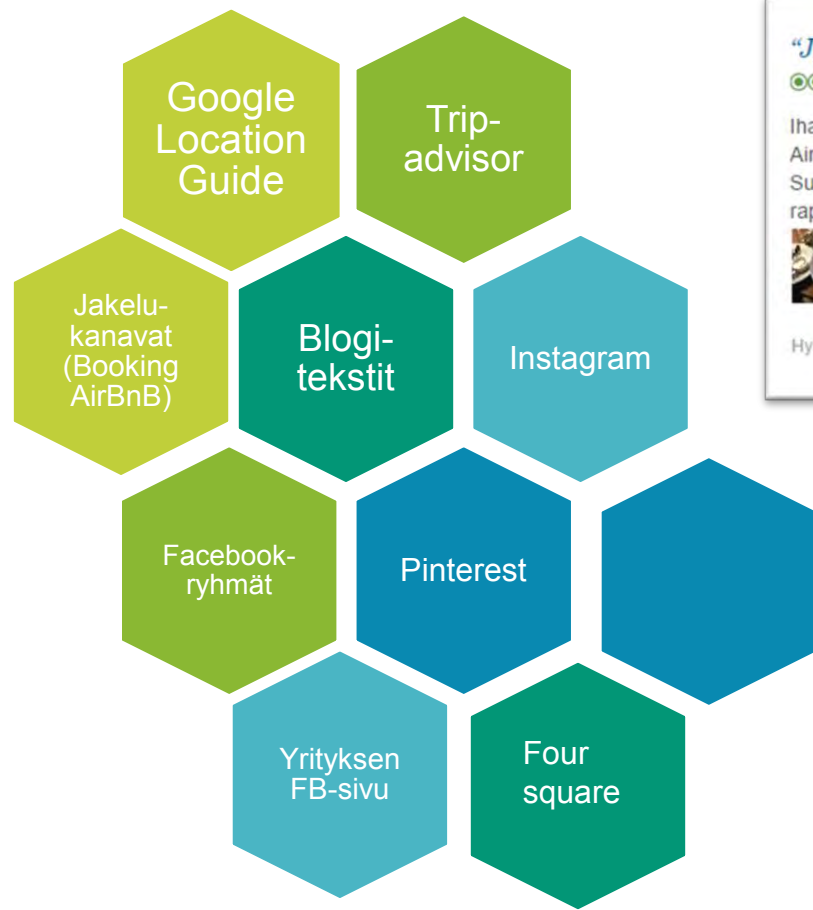 Google
Location
Guide
Trip-
advisor
Jakelu-
kanavat
(Booking
AirBnB)
Blogi-
tekstit
Instagram
Facebook-
ryhmät
Pinterest
Yrityksen
FB-sivu
Four
square